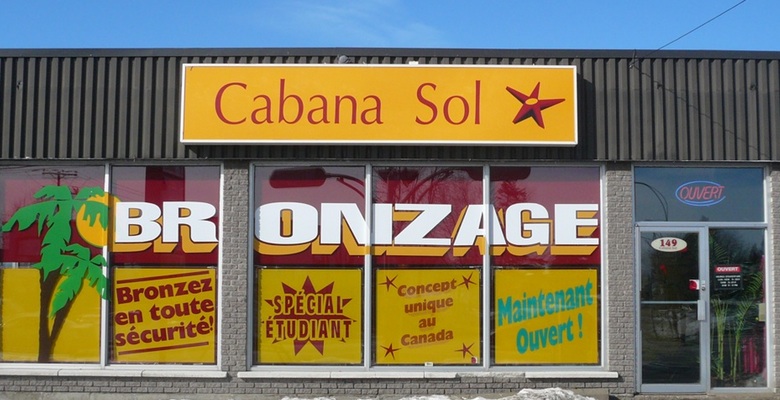 Cabana Sol
BRONZAGE
Bronzez
en toute
sécurité!
SPÉCIAL
ÉTUDIANT
Concept
unique
au
Canada
Maintenant
Ouvert !
OUVERT
149
OUVERT